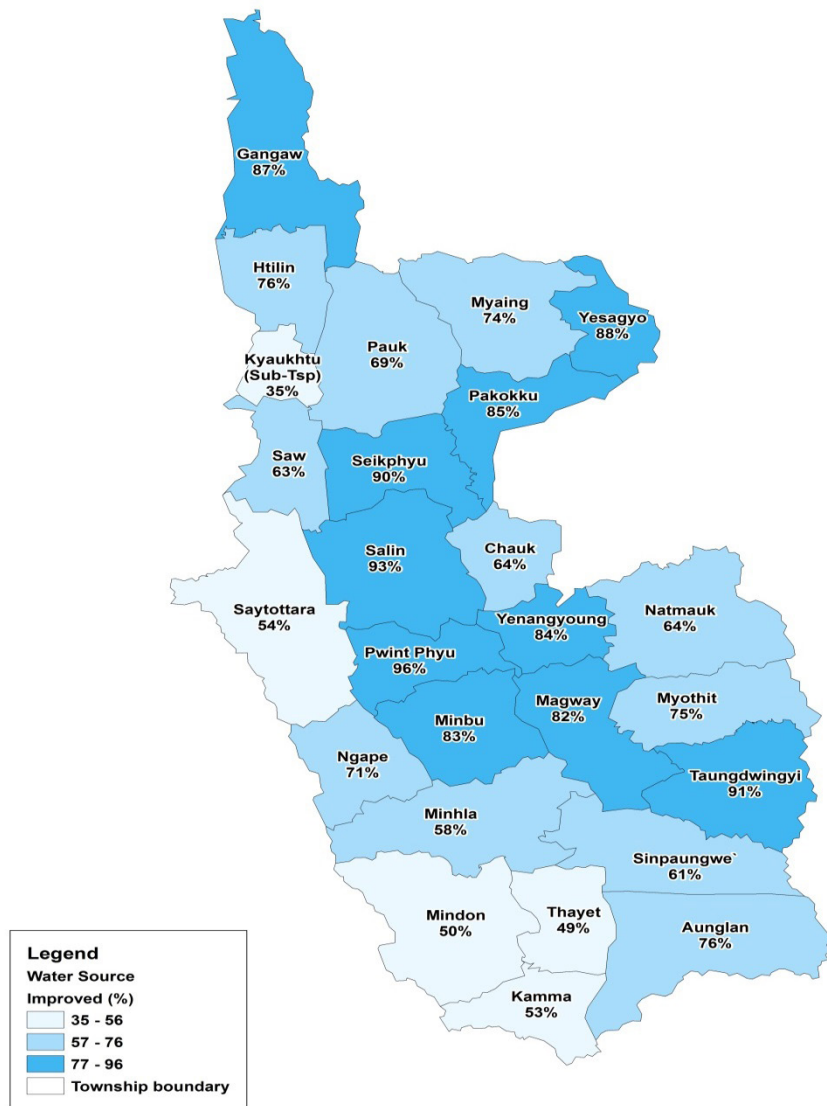 Gangaw
87%
Htilin
76%
Myaing
74%
Yesagyo
88%
Pauk
69%
Kyaukhtu
(Sub-Tsp)
35%
Pakokku
85%
Saw
63%
Seikphyu
90%
Salin
93%
Chauk
64%
Saytottara
54%
Yenangyoung
84%
Natmauk
64%
Pwint Phyu
96%
Magway
82%
Myothit
75%
Minbu
83%
Ngape
71%
Taungdwingyi
91%
Minhla
58%
Sinpaungwe`
61%
Mindon
50%
Thayet
49%
Aunglan
76%
Kamma
53%
Legend
Water Source
Improved (%)
35 - 56
57 - 76
77 - 96
Township boundary